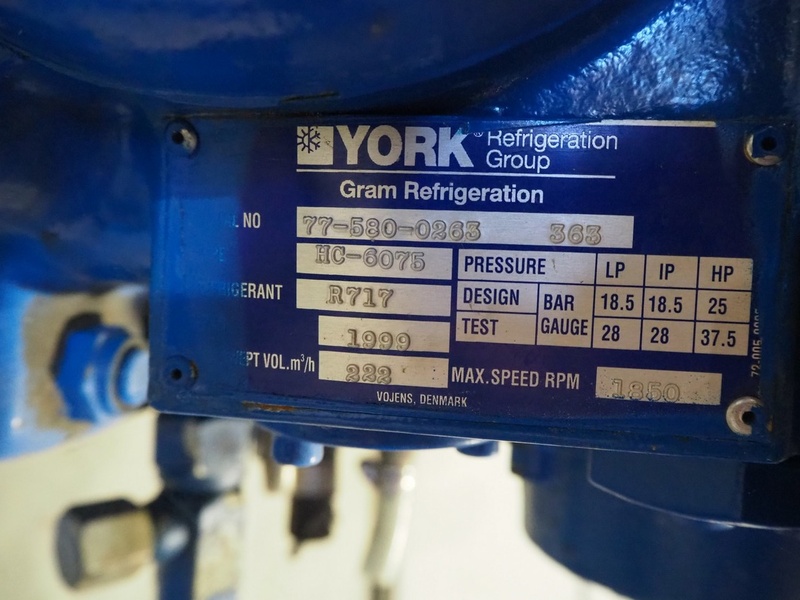 YORK® Refrigeration
Group
Gram Refrigeration
NO 77-580-0263 363
HC-6075
R717
1999
VOL. m³/h 222
PRESSURE LP IP HP
DESIGN BAR GAUGE 18.5 18.5 25
TEST 28 28 37.5
MAX. SPEED RPM 1850
VOJENS, DENMARK